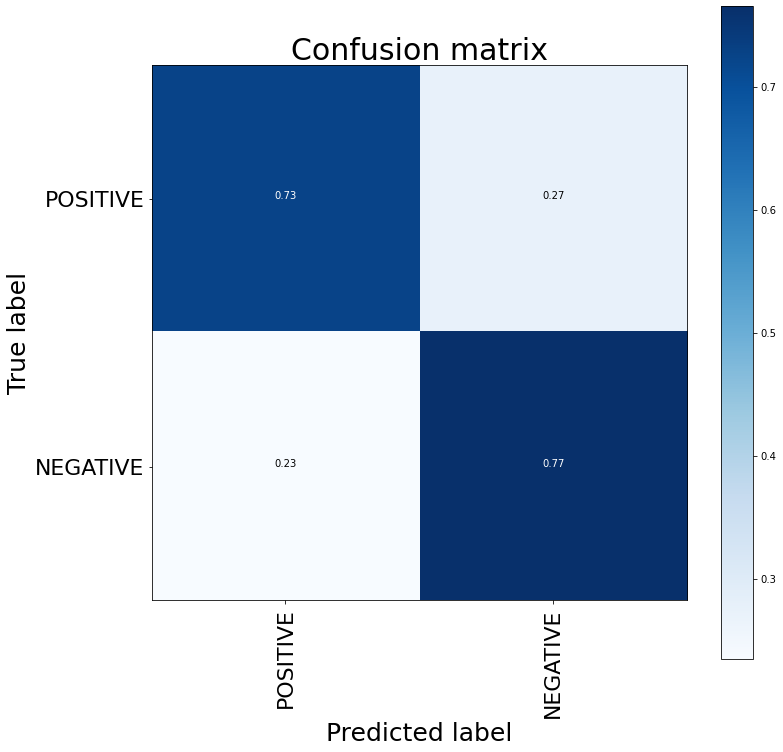 Confusion matrix
True label
POSITIVE
0.73
0.27
NEGATIVE
0.23
0.77
POSITIVE
NEGATIVE
Predicted label
0.7
0.6
0.5
0.4
0.3